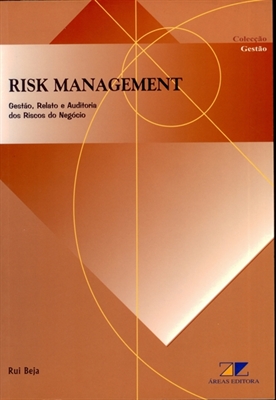 Colecção
Gestão
RISK MANAGEMENT
Gestão, Relato e Auditoria
dos Riscos do Negócio
Rui Beja
ÁREAS EDITORA